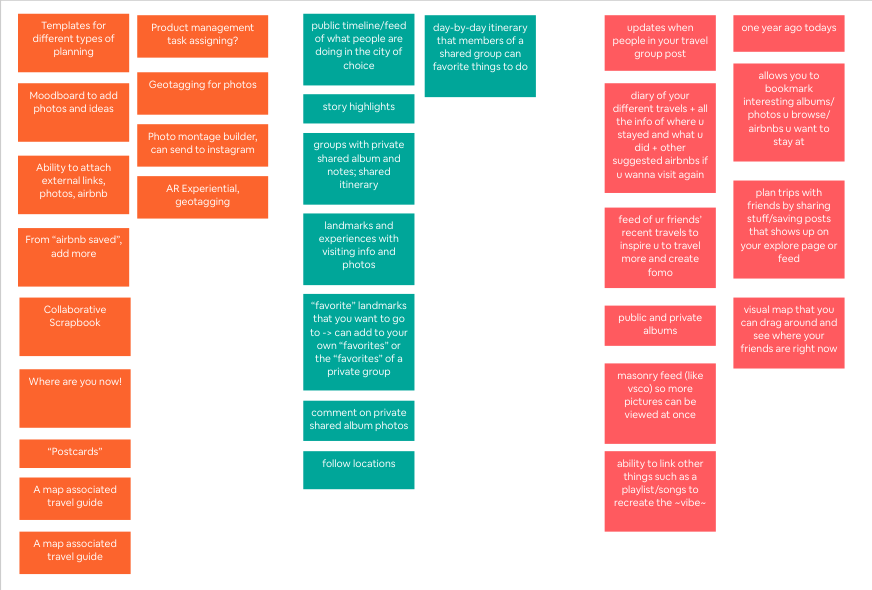 Templates for
different types of
planning
Moodboard to add
photos and ideas
Ability to attach
external links,
photos, airbnb
From “airbnb saved”,
add more
Collaborative
Scrapbook
Where are you now!
“Postcards”
A map associated
travel guide
A map associated
travel guide
Product management
task assigning?
Geotagging for photos
Photo montage builder,
can send to instagram
AR Experiential,
geotagging
public timeline/feed
of what people are
doing in the city of
choice
story highlights
groups with private
shared album and
notes; shared
itinerary
landmarks and
experiences with
visiting info and
photos
“favorite” landmarks
that you want to go
to -> can add to your
own “favorites” or
the “favorites” of a
private group
comment on private
shared album photos
follow locations
day-by-day itinerary
that members of a
shared group can
favorite things to do
updates when
people in your travel
group post
diary of your
different travels + all
the info of where u
stayed and what u
did + other
suggested airbnbs if
u wanna visit again
feed of ur friends’
recent travels to
inspire u to travel
more and create
fomo
public and private
albums
masonry feed (like
vsco) so more
pictures can be
viewed at once
ability to link other
things such as a
playlist/songs to
recreate the ~vibe~
one year ago todays
allows you to
bookmark
interesting albums/
photos u browse/
airbnbs u want to
stay at
plan trips with
friends by sharing
stuff/saving posts
that shows up on
your explore page or
feed
visual map that you
can drag around and
see where your
friends are right now